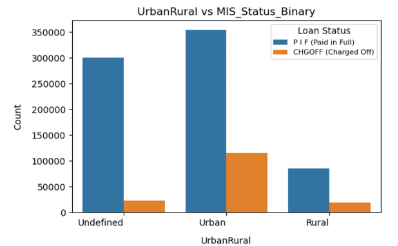 UrbanRural vs MIS_Status_Binary
Loan Status
P I F (Paid in Full)
CHGOFF (Charged Off)
350000
300000
250000
200000
150000
100000
50000
0
Count
Undefined
Urban
Rural
UrbanRural